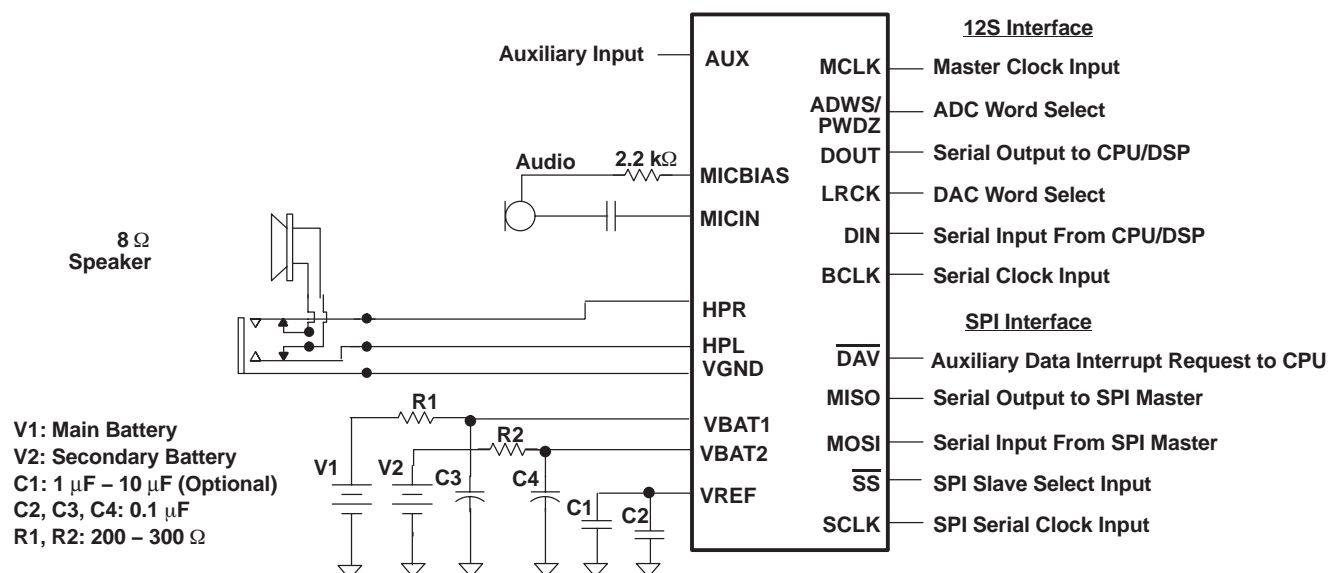 12S Interface
Auxiliary Input
AUX
MCLK
Master Clock Input
ADWS/
PWDZ
ADC Word Select
DOUT
Serial Output to CPU/DSP
Audio
2.2 kΩ
MICBIAS
LRCK
DAC Word Select
MICIN
DIN
Serial Input From CPU/DSP
8 Ω
Speaker
BCLK
Serial Clock Input
HPR
SPI Interface
HPL
VGND
DAV
Auxiliary Data Interrupt Request to CPU
R1
MISO
Serial Output to SPI Master
VBAT1
R2
VBAT2
MOSI
Serial Input From SPI Master
V1: Main Battery
V2: Secondary Battery
C1: 1 μF – 10 μF (Optional)
C2, C3, C4: 0.1 μF
R1, R2: 200 – 300 Ω
V1
V2
C3
C4
C1
C2
VREF
SS
SPI Slave Select Input
SCLK
SPI Serial Clock Input